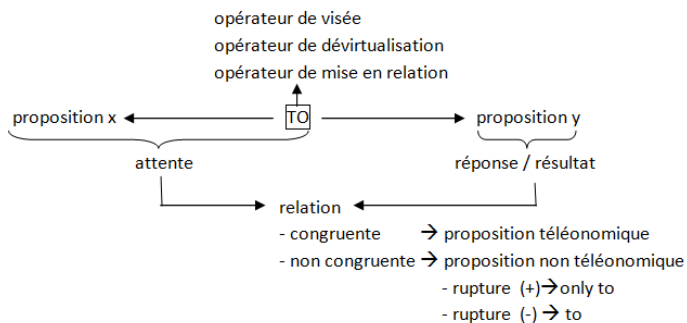 opérateur de visée
opérateur de dévirtualisation
opérateur de mise en relation
proposition x TO proposition y
attente réponse / résultat
relation
- congruente → proposition téléonomique
- non congruente → proposition non téléonomique
- rupture (+)→only to
- rupture (-) → to